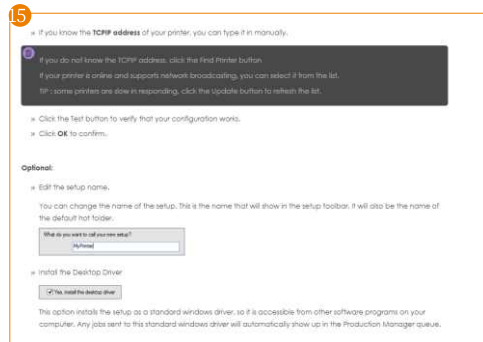 15
» If you know the TCPIP address of your printer, you can type it in manually.
If you do not know the TCPIP address, click the Find Printer button
If your printer is online and supports network broadcasting, you can select it from the list.
TIP : some printers are slow in responding, click the Update button to refresh the list.
» Click the Test button to verify that your configuration works.
» Click OK to confirm.
Optional:
» Edit the setup name.
You can change the name of the setup. This is the name that will show in the setup toolbar. It will also be the name of
the default hot folder.
What do you want to call your new setup?
MyPrinter
» Install the Desktop Driver
Yes, install the desktop driver
This option installs the setup as a standard windows driver, so it is accessible from other software programs on your
computer. Any jobs sent to this standard windows driver will automatically show up in the Production Manager queue.